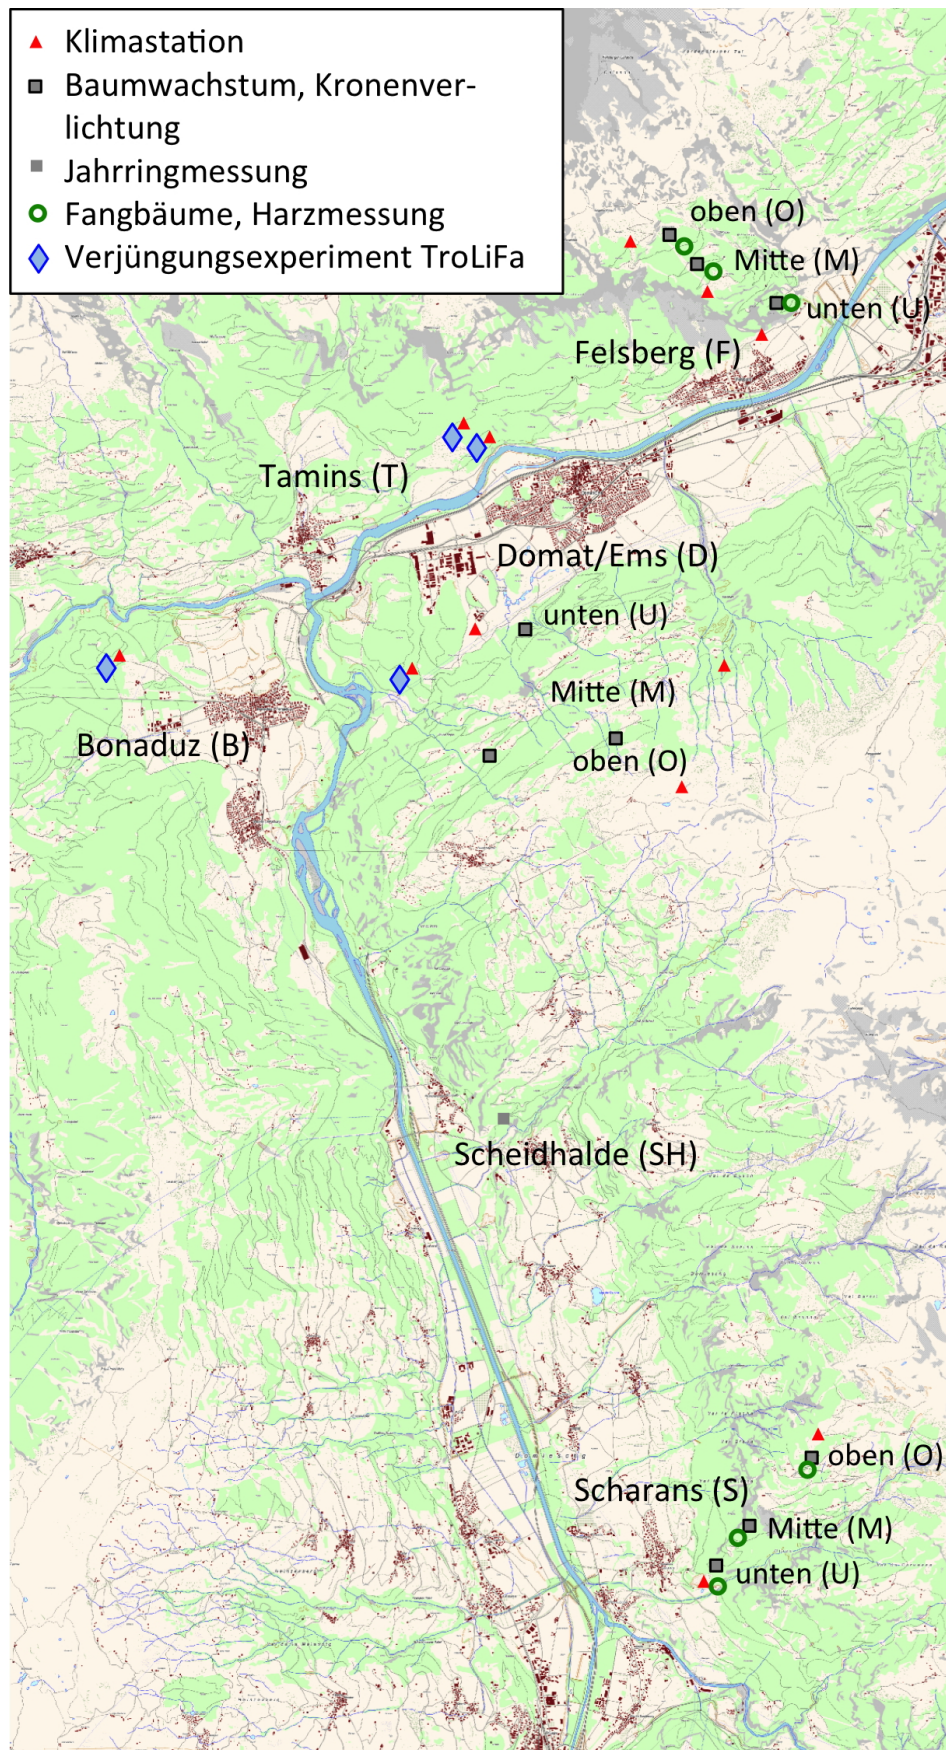 Klimastation
Baumwachstum, Kronenver-
lichtung
Jahrringmessung
Fangbäume, Harzmessung
Verjüngungsexperiment TroLiFa
oben (O)
Mitte (M)
unten (U)
Felsberg (F)
Tamins (T)
Domat/Ems (D)
unten (U)
Mitte (M)
Bonaduz (B)
oben (O)
Scheidhalde (SH)
Domleschg
oben (O)
Scharans (S)
Mitte (M)
unten (U)